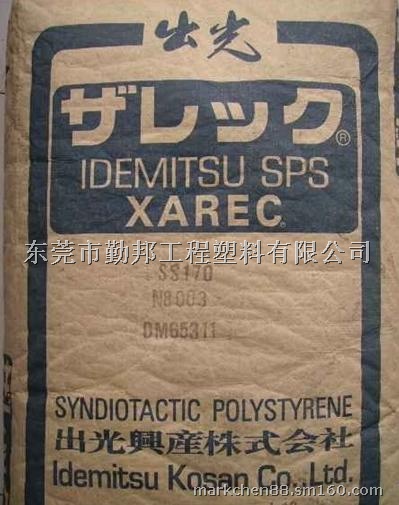 出光
ザレック®
IDEMITSU SPS
XAREC®
东莞市勤邦工程塑料有限公司
SS170
N8003
DM65311
SYNDIOTACTIC POLYSTYRENE
出光興産株式会社
Idemitsu Kosan Co., Ltd.
markchen88.sm160.com